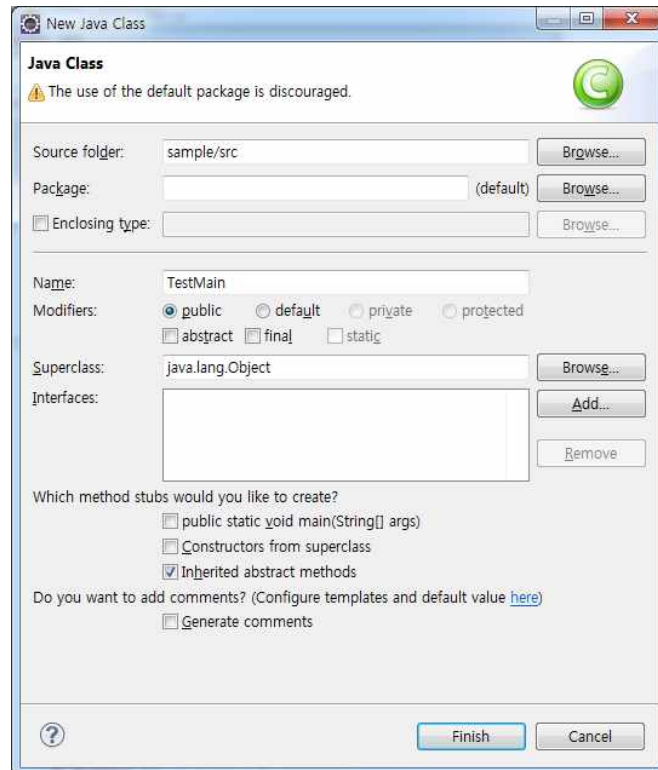 New Java Class
Java Class
The use of the default package is discouraged.
Source folder: sample/src Browse...
Package: (default) Browse...
Enclosing type: Browse...
Name: TestMain
Modifiers: public default private protected
abstract final static
Superclass: java.lang.Object Browse...
Interfaces: Add...
Remove
Which method stubs would you like to create?
public static void main(String[] args)
Constructors from superclass
Inherited abstract methods
Do you want to add comments? (Configure templates and default value here)
Generate comments
? Finish Cancel